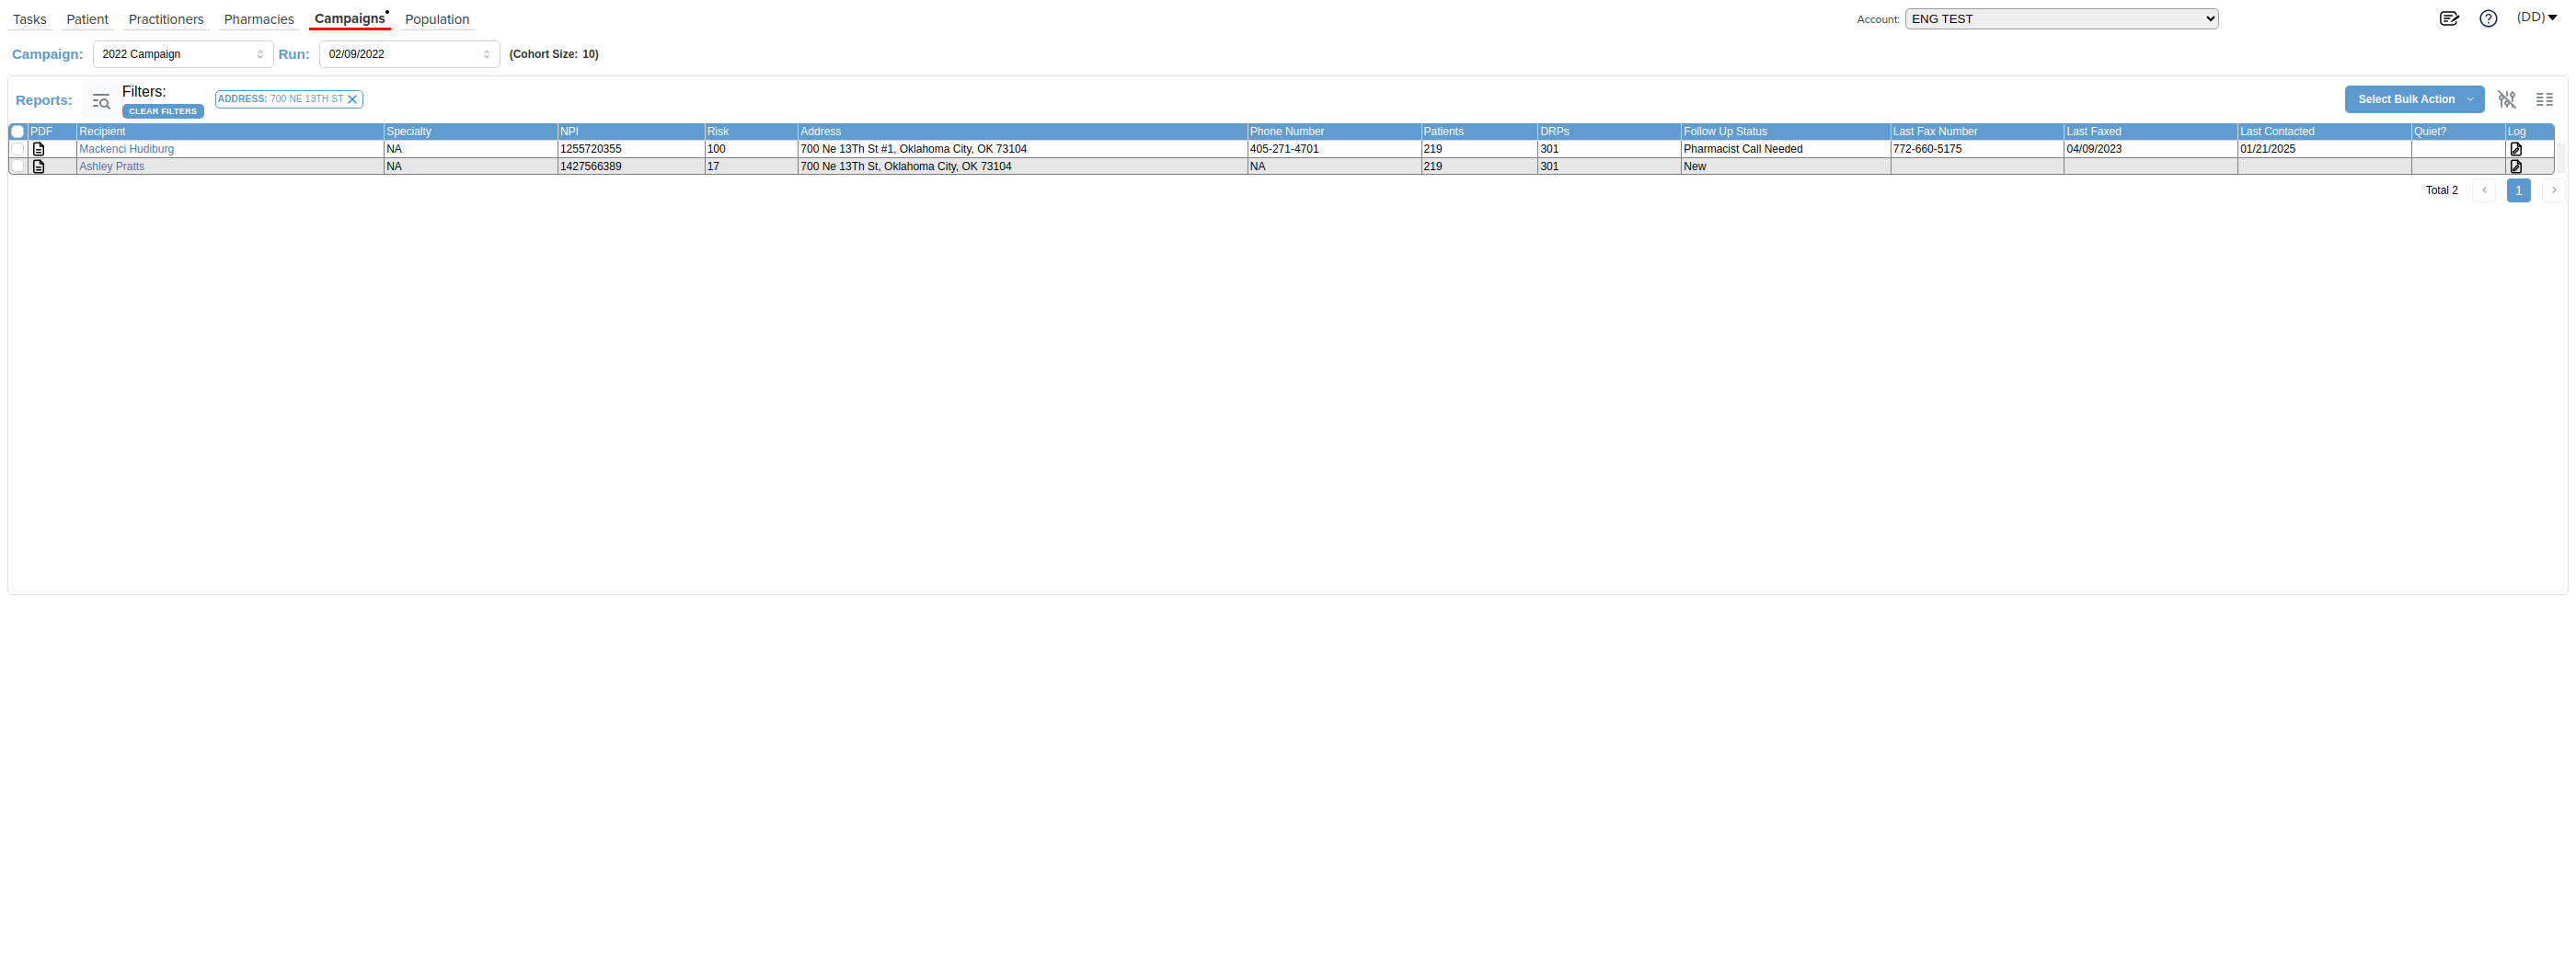 Tasks Patient Practitioners Pharmacies Campaigns Population Account: ENG TEST (DD)
Campaign: 2022 Campaign Run: 02/09/2022 (Cohort Size: 10)
Reports: Filters: CLEAR FILTERS ADDRESS: 700 NE 13TH ST Select Bulk Action
PDF Recipient Specialty NPI Risk Address Phone Number Patients DRPs Follow Up Status Last Fax Number Last Faxed Last Contacted Quiet? Log
Mackenci Hudiburg NA 1255720355 100 700 Ne 13Th St #1, Oklahoma City, OK 73104 405-271-4701 219 301 Pharmacist Call Needed 772-660-5175 04/09/2023 01/21/2025
Ashley Pratts NA 1427566389 17 700 Ne 13Th St, Oklahoma City, OK 73104 NA 219 301 New
Total 2 1